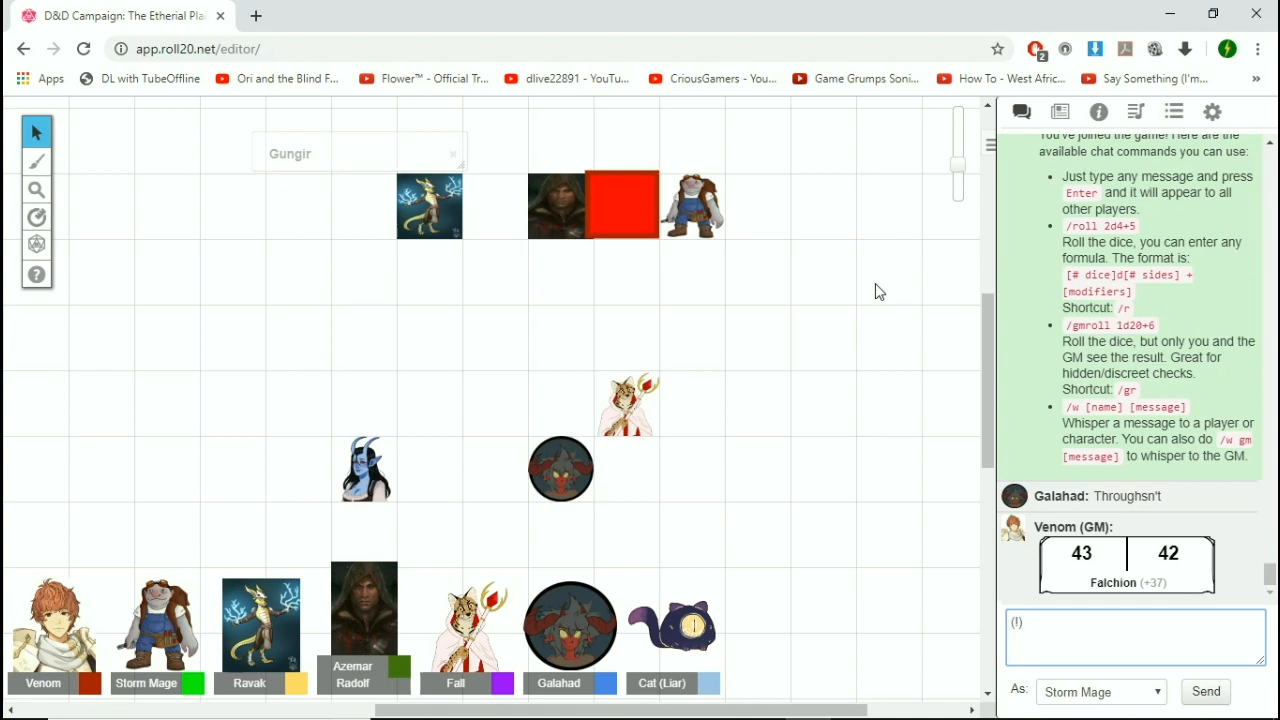 D&D Campaign: The Etherial Plai
app.roll20.net/editor/
2
Apps
DL with TubeOffline
Ori and the Blind F...
Flower™ - Official Tr...
dlive22891 - YouTu...
CriousGamers - You...
Game Grumps Soni...
How To - West Afric...
Say Something (I'm...
»
Gungir
You've joined the game! Here are the
available chat commands you can use:
Just type any message and press
Enter and it will appear to all
other players.
/roll 2d4+5
Roll the dice, you can enter any
formula. The format is:
[# dice]d[# sides] +
[modifiers]
Shortcut: /r
/gmroll 1d20+6
Roll the dice, but only you and the
GM see the result. Great for
hidden/discreet checks.
Shortcut: /gr
/w [name] [message]
Whisper a message to a player or
character. You can also do /w gm
[message] to whisper to the GM.
Galahad: Throughsn't
Venom (GM):
43 42
Falchion (+37)
(!)
As: Storm Mage Send
Venom
Storm Mage
Ravak
Azemar
Radolf
Fall
Galahad
Cat (Liar)